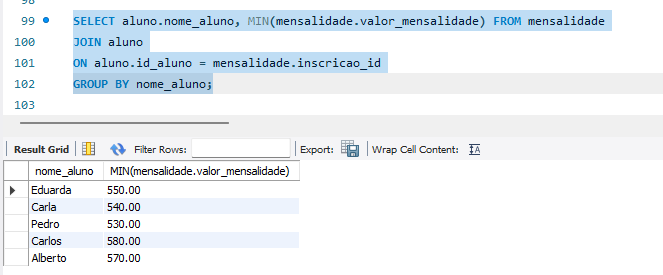 98
99 SELECT aluno.nome_aluno, MIN(mensalidade.valor_mensalidade) FROM mensalidade
100 JOIN aluno
101 ON aluno.id_aluno = mensalidade.inscricao_id
102 GROUP BY nome_aluno;
103
Result Grid Filter Rows: Export: Wrap Cell Content:
nome_aluno MIN(mensalidade.valor_mensalidade)
Eduarda 550.00
Carla 540.00
Pedro 530.00
Carlos 580.00
Alberto 570.00